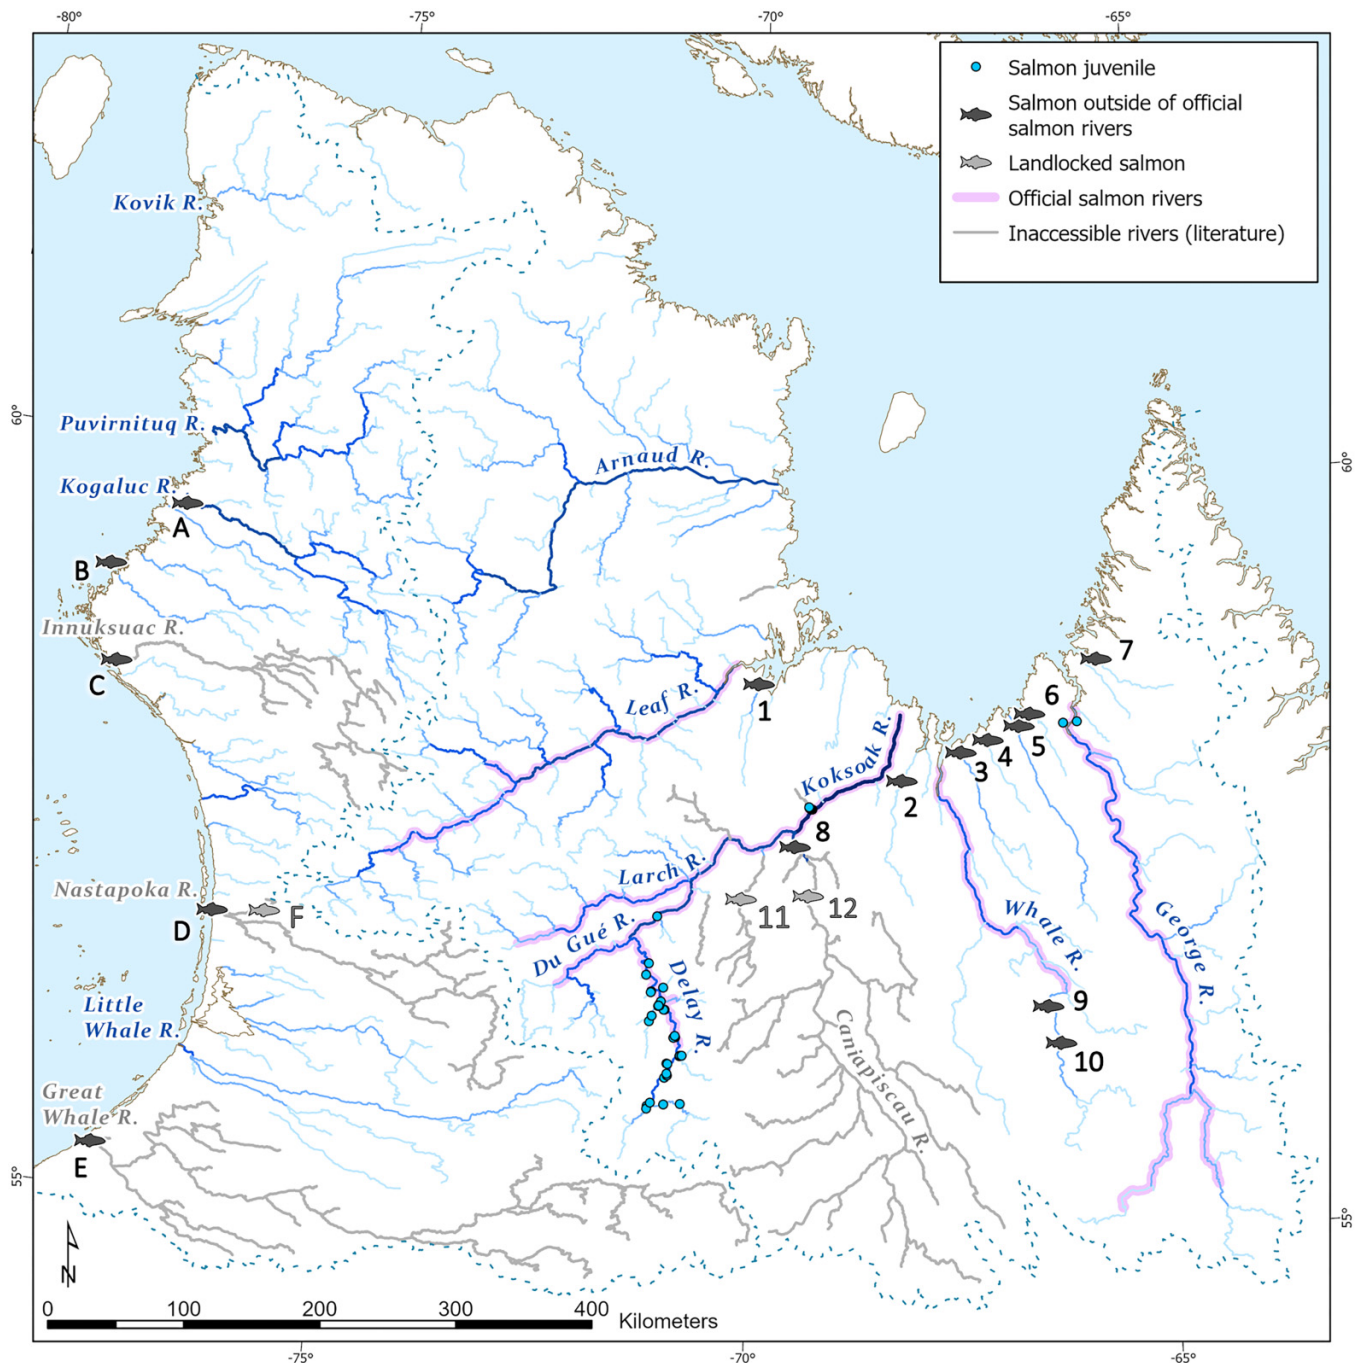 -80°
-75°
-70°
-65°
Salmon juvenile
Salmon outside of official
salmon rivers
Landlocked salmon
Official salmon rivers
Inaccessible rivers (literature)
Kovik R.
60°
Puvirnituq R.
Arnaud R.
60°
Kogaluc R.
A
B
Innuksuac R.
C
7
Leaf R.
1
6
5
4
3
Koksoak R.
2
8
Larch R.
Nastapoka R.
D
F
11
12
Du Gué R.
Whale R.
George R.
Delay R.
Little
Whale R.
9
10
Caniapiscau R.
Great
Whale R.
E
55°
55°
N
0
100
200
300
400
Kilometers
-75°
-70°
-65°